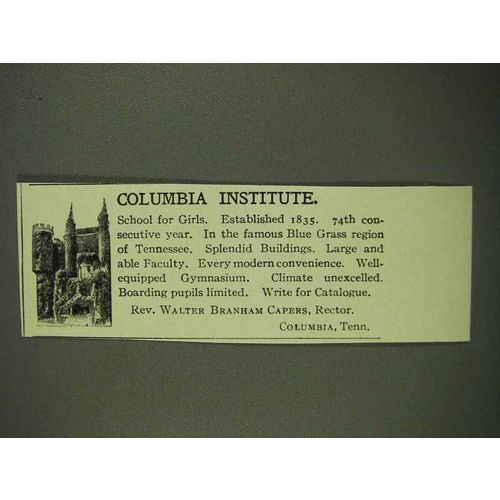 COLUMBIA INSTITUTE.
School for Girls. Established 1835. 74th con-
secutive year. In the famous Blue Grass region
of Tennessee. Splendid Buildings. Large and
able Faculty. Every modern convenience. Well-
equipped Gymnasium. Climate unexcelled.
Boarding pupils limited. Write for Catalogue.
Rev. Walter Branham Capers, Rector.
Columbia, Tenn.